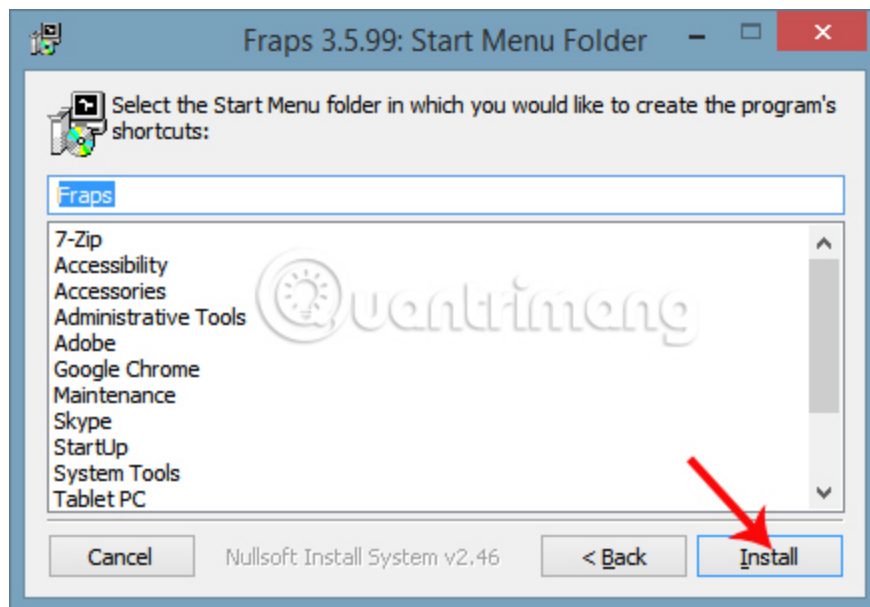 Fraps 3.5.99: Start Menu Folder
Select the Start Menu folder in which you would like to create the program's
shortcuts:
Fraps
7-Zip
Accessibility
Accessories
Administrative Tools
Adobe
Google Chrome
Maintenance
Skype
StartUp
System Tools
Tablet PC
Quantrimang
Cancel
Nullsoft Install System v2.46
< Back
Install